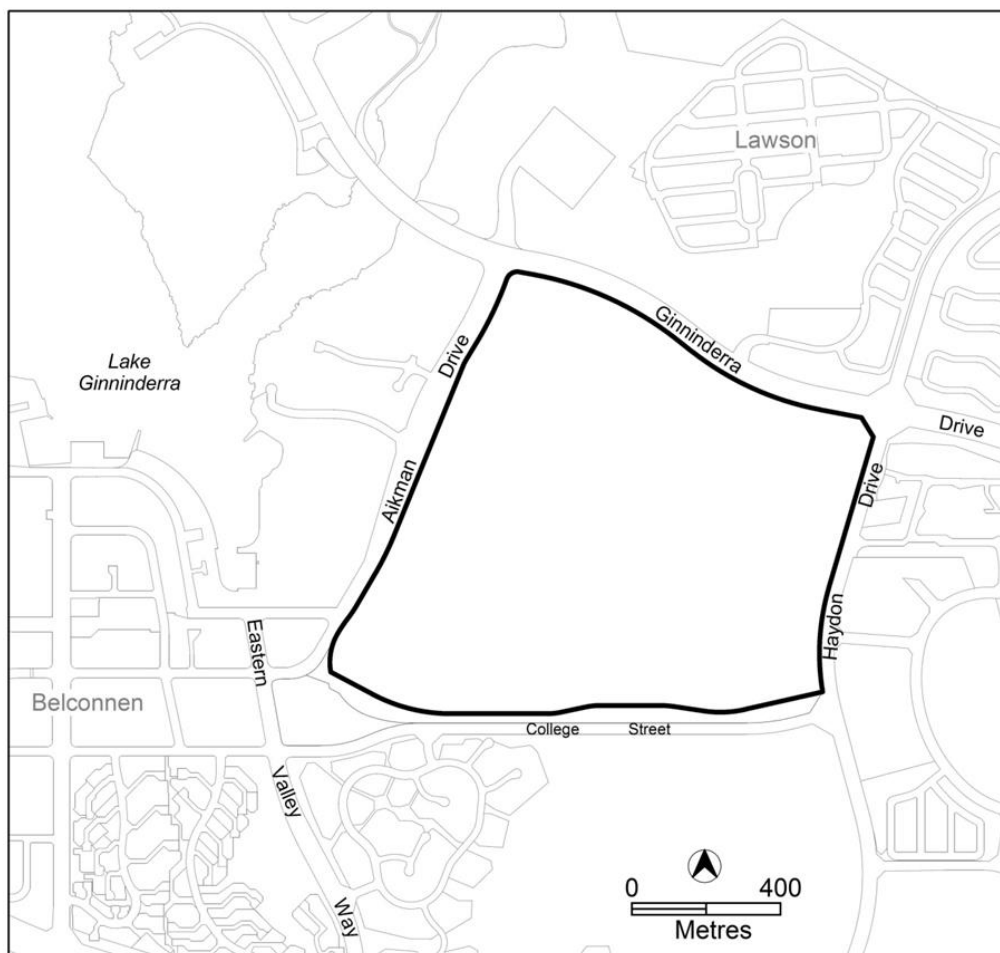 Lawson
Ginninderra
Drive
Lake
Ginninderra
Drive
Aikman
Drive
Haydon
Eastern
Belconnen
College Street
Valley
Way
0 400
Metres